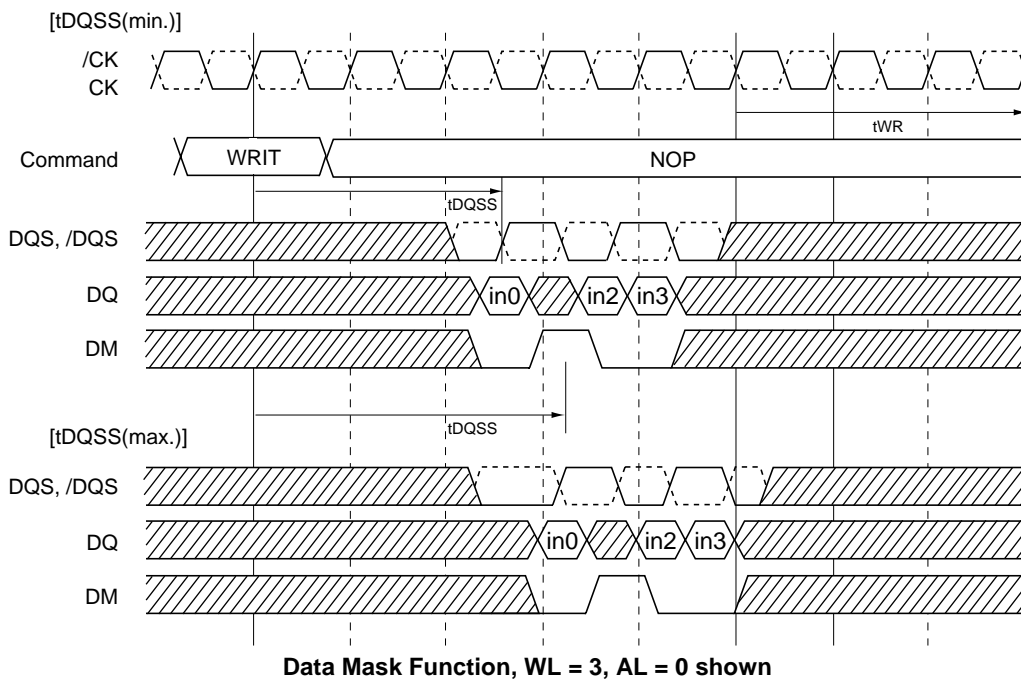 [tDQSS(min.)]
/CK
CK
tWR
Command
WRIT
NOP
tDQSS
DQS, /DQS
DQ
in0
in2
in3
DM
tDQSS
[tDQSS(max.)]
DQS, /DQS
DQ
in0
in2
in3
DM
Data Mask Function, WL = 3, AL = 0 shown